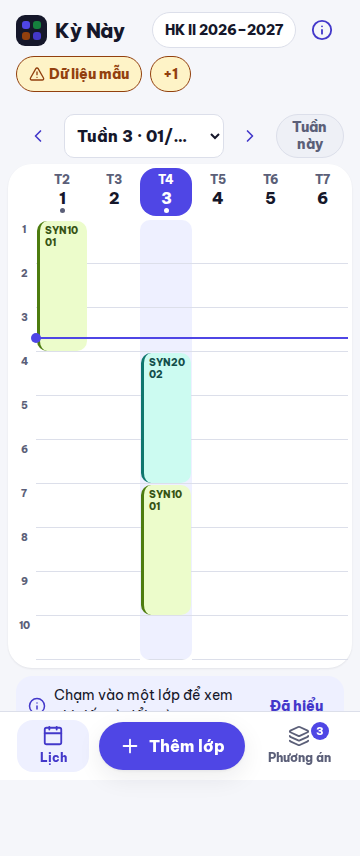 Kỳ Này
HK II 2026–2027
Dữ liệu mẫu
+1
Tuần 3 · 01/...
Tuần
này
T2 T3 T4 T5 T6 T7
1 2 3 4 5 6
1
SYN10
01
2
3
4
SYN20
02
5
6
7
SYN10
01
8
9
10
Chạm vào một lớp để xem
Đã hiểu
Lịch
Thêm lớp
3
Phương án